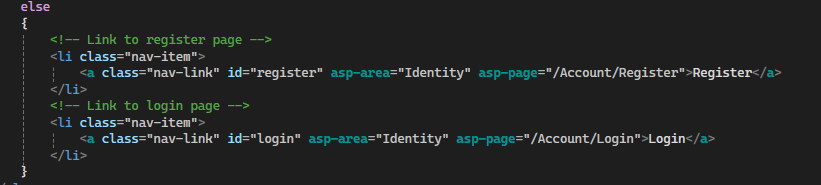 else
{
<!-- Link to register page -->
<li class="nav-item">
<a class="nav-link" id="register" asp-area="Identity" asp-page="/Account/Register">Register</a>
</li>
<!-- Link to login page -->
<li class="nav-item">
<a class="nav-link" id="login" asp-area="Identity" asp-page="/Account/Login">Login</a>
</li>
}